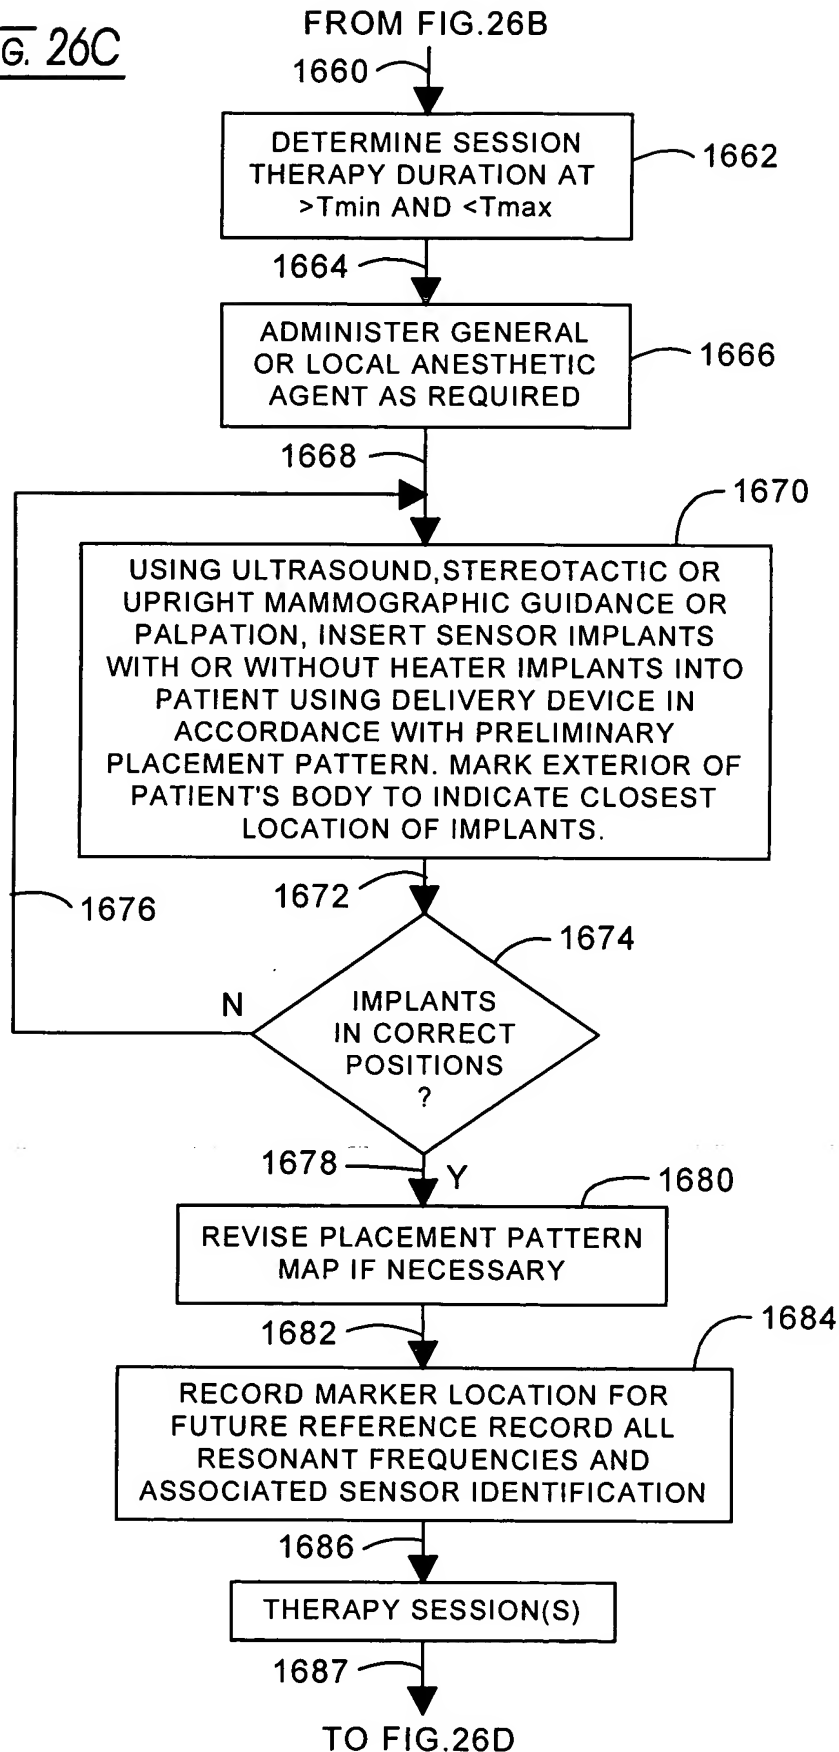 G. 26C
FROM FIG.26B
1660
DETERMINE SESSION
THERAPY DURATION AT
>Tmin AND <Tmax
1662
1664
ADMINISTER GENERAL
OR LOCAL ANESTHETIC
AGENT AS REQUIRED
1666
1668
1670
USING ULTRASOUND,STEREOTACTIC OR
UPRIGHT MAMMOGRAPHIC GUIDANCE OR
PALPATION, INSERT SENSOR IMPLANTS
WITH OR WITHOUT HEATER IMPLANTS INTO
PATIENT USING DELIVERY DEVICE IN
ACCORDANCE WITH PRELIMINARY
PLACEMENT PATTERN. MARK EXTERIOR OF
PATIENT'S BODY TO INDICATE CLOSEST
LOCATION OF IMPLANTS.
1672
1676
1674
N
IMPLANTS
IN CORRECT
POSITIONS
?
1678
Y
1680
REVISE PLACEMENT PATTERN
MAP IF NECESSARY
1682
1684
RECORD MARKER LOCATION FOR
FUTURE REFERENCE RECORD ALL
RESONANT FREQUENCIES AND
ASSOCIATED SENSOR IDENTIFICATION
1686
THERAPY SESSION(S)
1687
TO FIG.26D